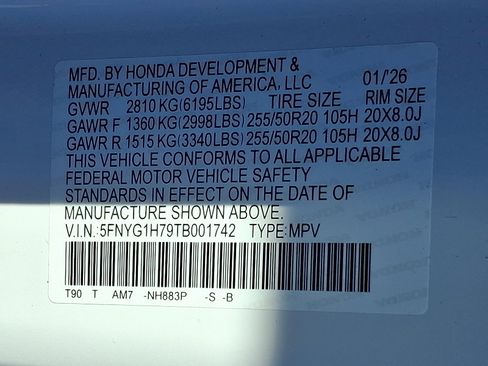 MFD. BY HONDA DEVELOPMENT &
MANUFACTURING OF AMERICA, LLC 01/'26
GVWR 2810 KG(6195LBS) TIRE SIZE RIM SIZE
GAWR F 1360 KG(2998LBS) 255/50R20 105H 20X8.0J
GAWR R 1515 KG(3340LBS) 255/50R20 105H 20X8.0J
THIS VEHICLE CONFORMS TO ALL APPLICABLE
FEDERAL MOTOR VEHICLE SAFETY
STANDARDS IN EFFECT ON THE DATE OF
MANUFACTURE SHOWN ABOVE.
V.I.N.:5FNYG1H79TB001742 TYPE:MPV
T90 T AM7 -NH883P -S -B